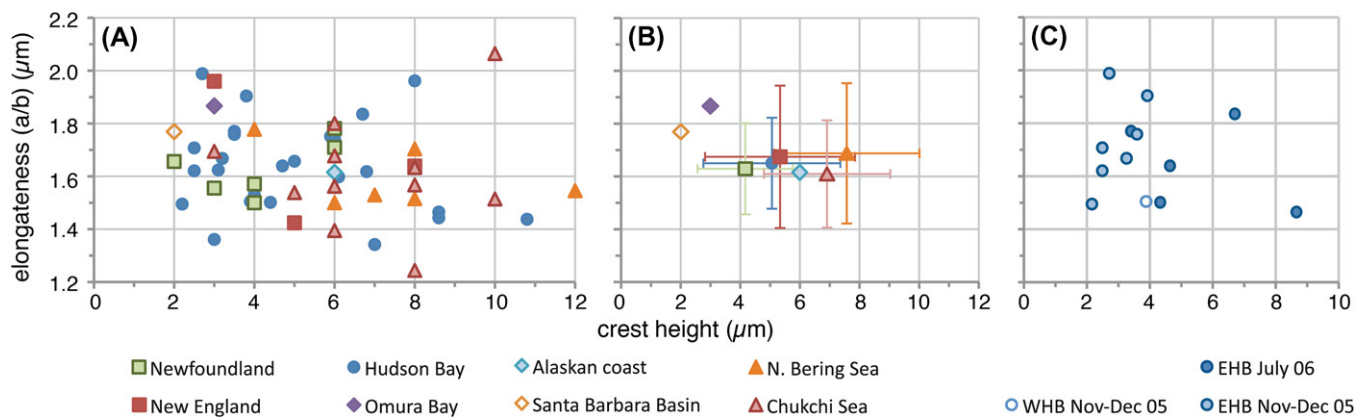 (A) (B) (C)
elongateness (a/b) (µm)
2.2
2.0
1.8
1.6
1.4
1.2
0 2 4 6 8 10 12
0 2 4 6 8 10 12
0 2 4 6 8 10
crest height (µm)
Newfoundland Hudson Bay Alaskan coast N. Bering Sea EHB July 06
New England Omura Bay Santa Barbara Basin Chukchi Sea WHB Nov-Dec 05 EHB Nov-Dec 05